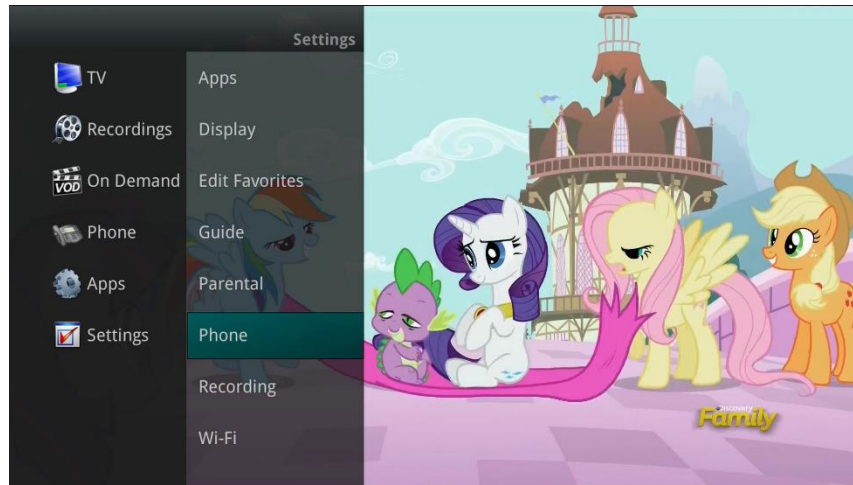 Settings
TV
Recordings
VOD
On Demand
Phone
Apps
Settings
Apps
Display
Edit Favorites
Guide
Parental
Phone
Recording
Wi-Fi
Discovery
Family